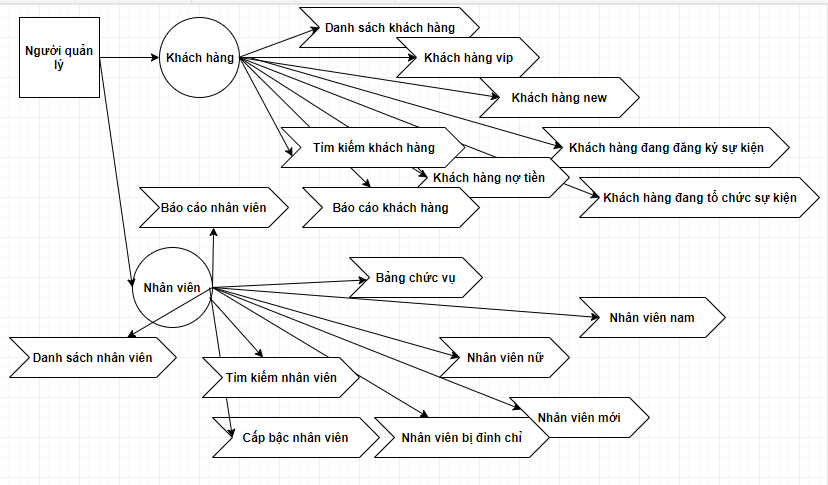 Người quản
lý
Khách hàng
Danh sách khách hàng
Khách hàng vip
Khách hàng new
Tìm kiếm khách hàng
Khách hàng đang đăng ký sự kiện
Khách hàng nợ tiền
Khách hàng đang tổ chức sự kiện
Báo cáo nhân viên
Báo cáo khách hàng
Nhân viên
Bảng chức vụ
Nhân viên nam
Danh sách nhân viên
Nhân viên nữ
Tìm kiếm nhân viên
Nhân viên mới
Cấp bậc nhân viên
Nhân viên bị đỉnh chỉ